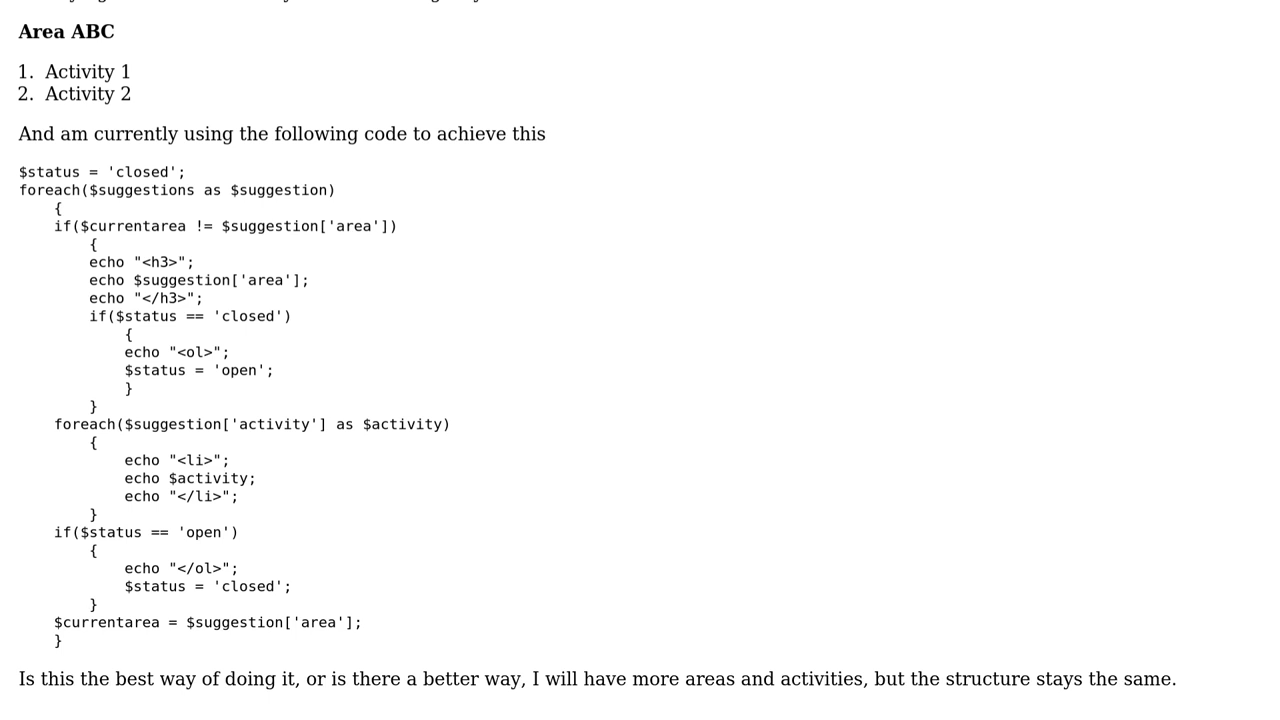 Area ABC
1. Activity 1
2. Activity 2
And am currently using the following code to achieve this
$status = 'closed';
foreach($suggestions as $suggestion)
{
if($currentarea != $suggestion['area'])
{
echo "<h3>";
echo $suggestion['area'];
echo "</h3>";
if($status == 'closed')
{
echo "<ol>";
$status = 'open';
}
}
foreach($suggestion['activity'] as $activity)
{
echo "<li>";
echo $activity;
echo "</li>";
}
if($status == 'open')
{
echo "</ol>";
$status = 'closed';
}
$currentarea = $suggestion['area'];
}
Is this the best way of doing it, or is there a better way, I will have more areas and activities, but the structure stays the same.